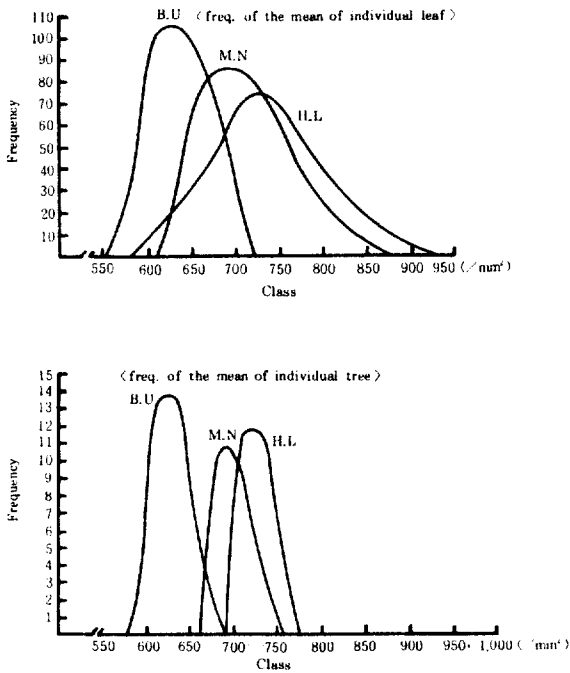 B.U 〈freq. of the mean of individual leaf〉
M.N
H.L
Frequency
110
100
90
80
70
60
50
40
30
20
10
550 600 650 700 750 800 850 900 950 (/mm²)
Class
〈freq. of the mean of individual tree〉
B.U
M.N
H.L
Frequency
15
14
13
12
11
10
9
8
7
6
5
4
3
2
1
550 600 650 700 750 800 850 900 950 1,000 (/mm²)
Class